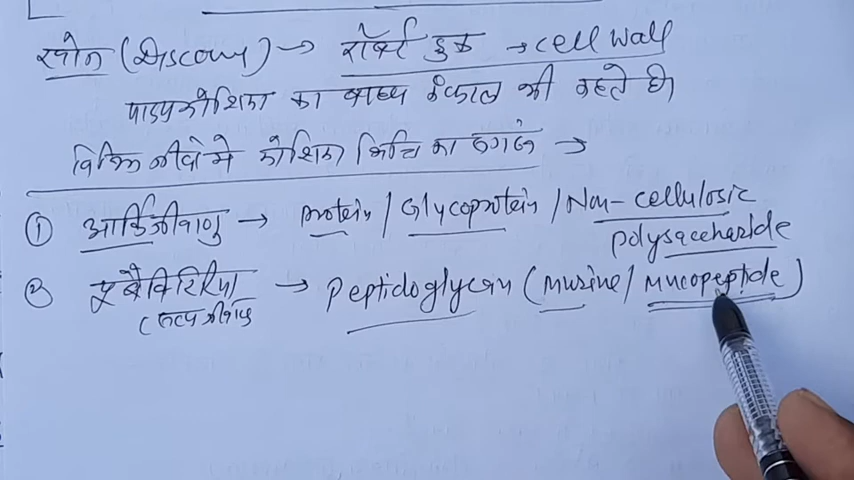 खोज (Discovery) → रॉबर्ट हुक → cell wall
पादपकोशिका का बाह्य कंकाल भी कहते है।
विभिन्न जीवो मे कोशिका भित्ति का संगठन →
① आर्किजीवाणु → protein / Glycoprotein / Non-cellulosic
polysaccharide
② यूबैक्टिरिया → Peptidoglycan (murine / Mucopeptide)
(सत्य जीवाणु